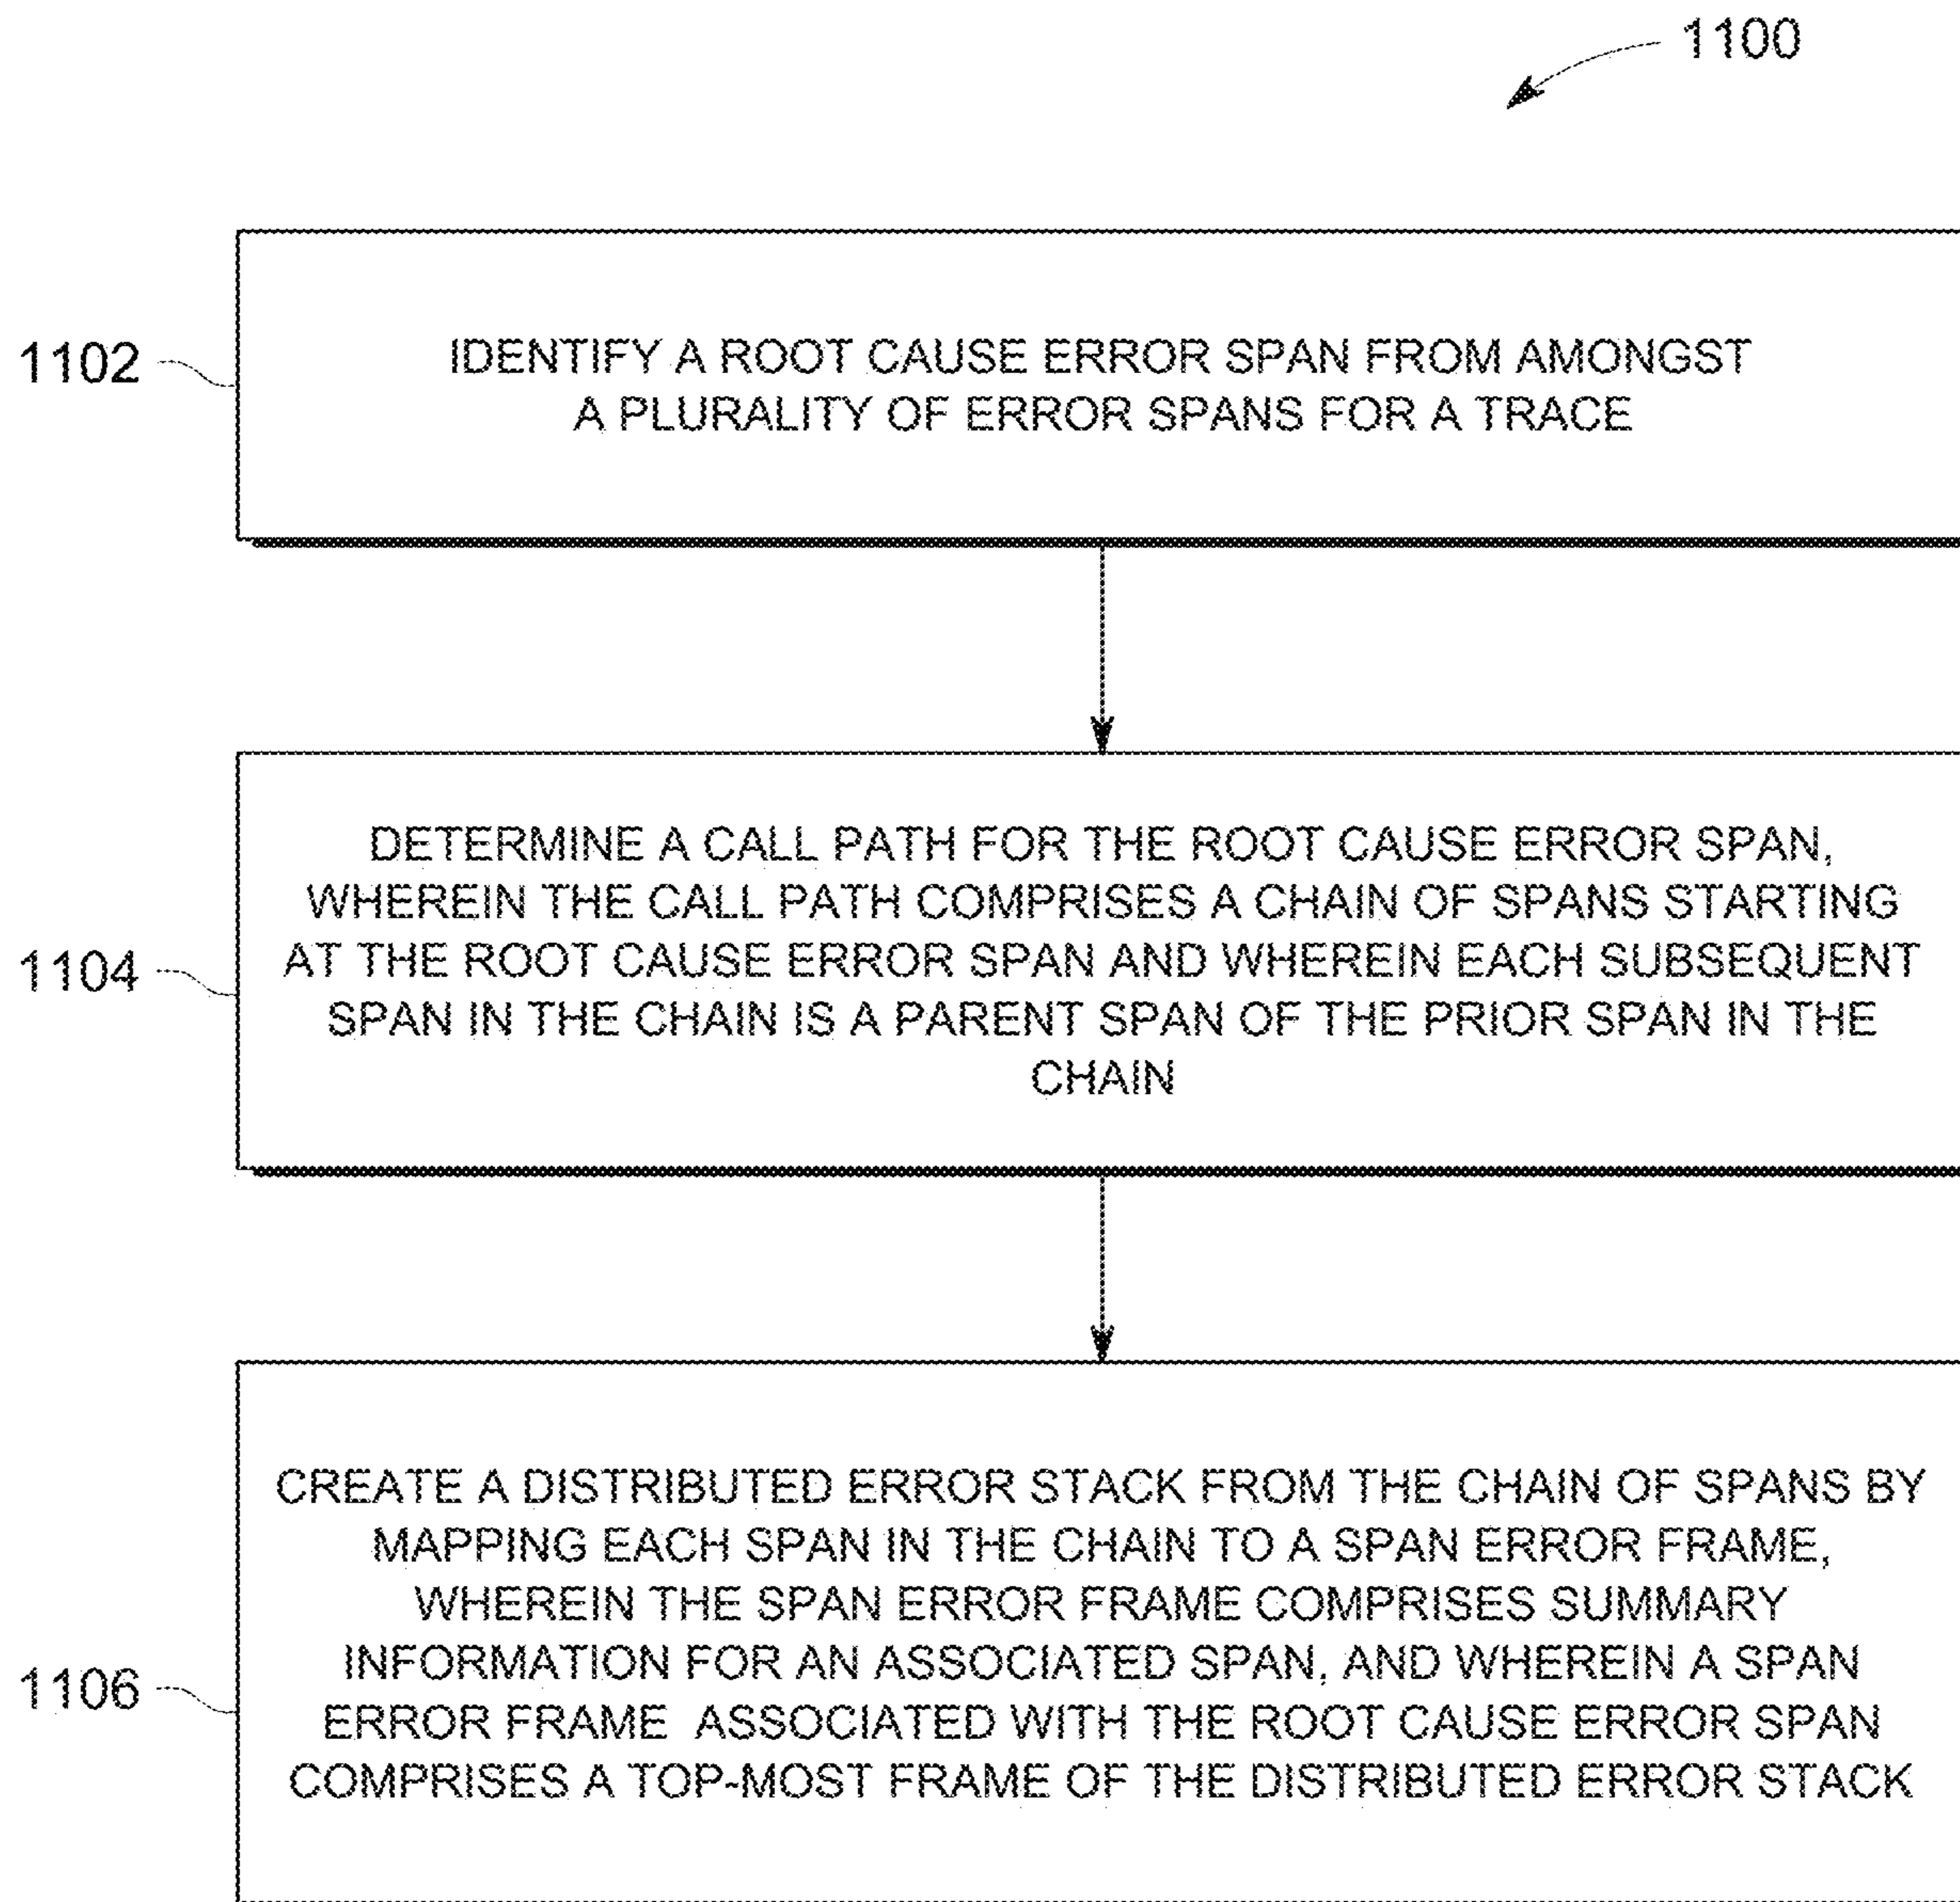 1100
1102
IDENTIFY A ROOT CAUSE ERROR SPAN FROM AMONGST
A PLURALITY OF ERROR SPANS FOR A TRACE
1104
DETERMINE A CALL PATH FOR THE ROOT CAUSE ERROR SPAN,
WHEREIN THE CALL PATH COMPRISES A CHAIN OF SPANS STARTING
AT THE ROOT CAUSE ERROR SPAN AND WHEREIN EACH SUBSEQUENT
SPAN IN THE CHAIN IS A PARENT SPAN OF THE PRIOR SPAN IN THE
CHAIN
1106
CREATE A DISTRIBUTED ERROR STACK FROM THE CHAIN OF SPANS BY
MAPPING EACH SPAN IN THE CHAIN TO A SPAN ERROR FRAME,
WHEREIN THE SPAN ERROR FRAME COMPRISES SUMMARY
INFORMATION FOR AN ASSOCIATED SPAN, AND WHEREIN A SPAN
ERROR FRAME ASSOCIATED WITH THE ROOT CAUSE ERROR SPAN
COMPRISES A TOP-MOST FRAME OF THE DISTRIBUTED ERROR STACK